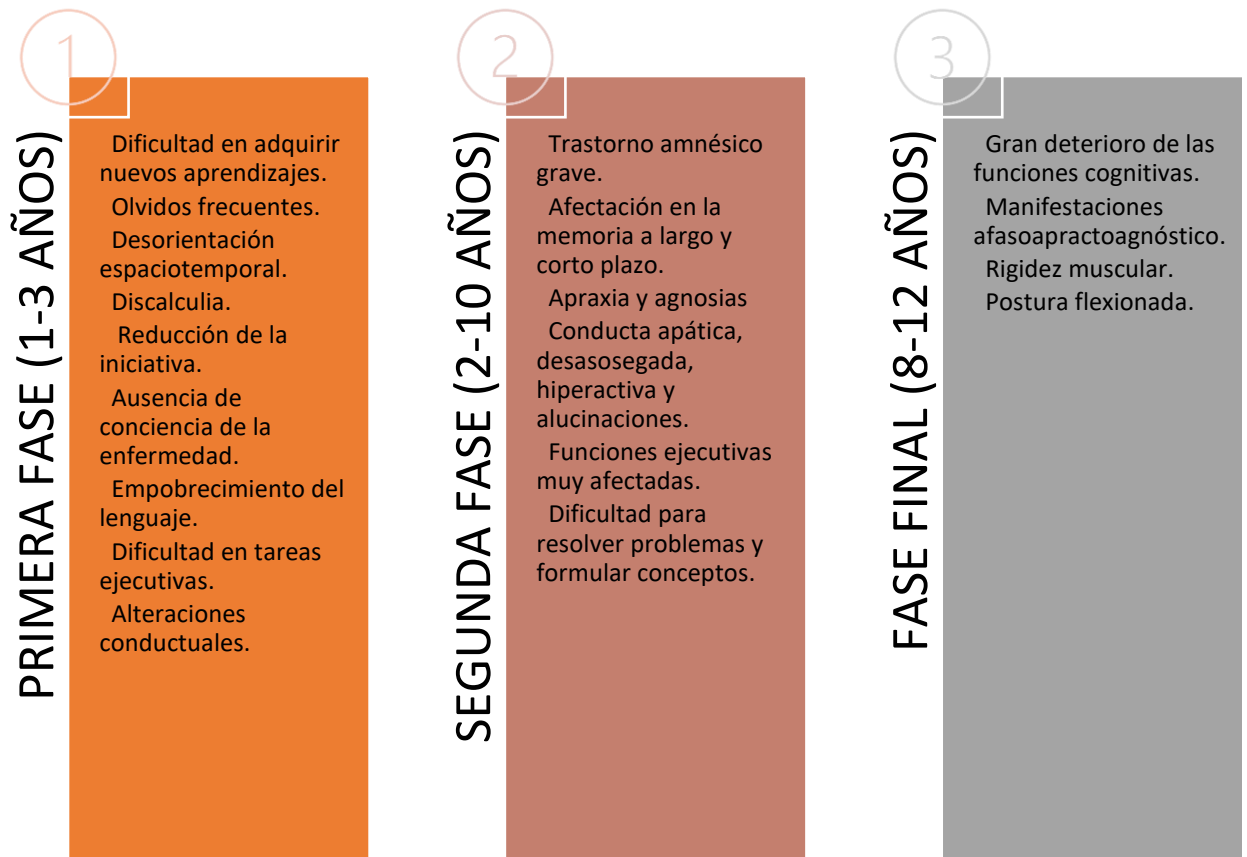 1
PRIMERA FASE (1-3 AÑOS)
Dificultad en adquirir
nuevos aprendizajes.
Olvidos frecuentes.
Desorientación
espaciotemporal.
Discalculia.
Reducción de la
iniciativa.
Ausencia de
conciencia de la
enfermedad.
Empobrecimiento del
lenguaje.
Dificultad en tareas
ejecutivas.
Alteraciones
conductuales.
2
SEGUNDA FASE (2-10 AÑOS)
Trastorno amnésico
grave.
Afectación en la
memoria a largo y
corto plazo.
Apraxia y agnosias
Conducta apática,
desasosegada,
hiperactiva y
alucinaciones.
Funciones ejecutivas
muy afectadas.
Dificultad para
resolver problemas y
formular conceptos.
3
FASE FINAL (8-12 AÑOS)
Gran deterioro de las
funciones cognitivas.
Manifestaciones
afasoapractoagnóstico.
Rigidez muscular.
Postura flexionada.